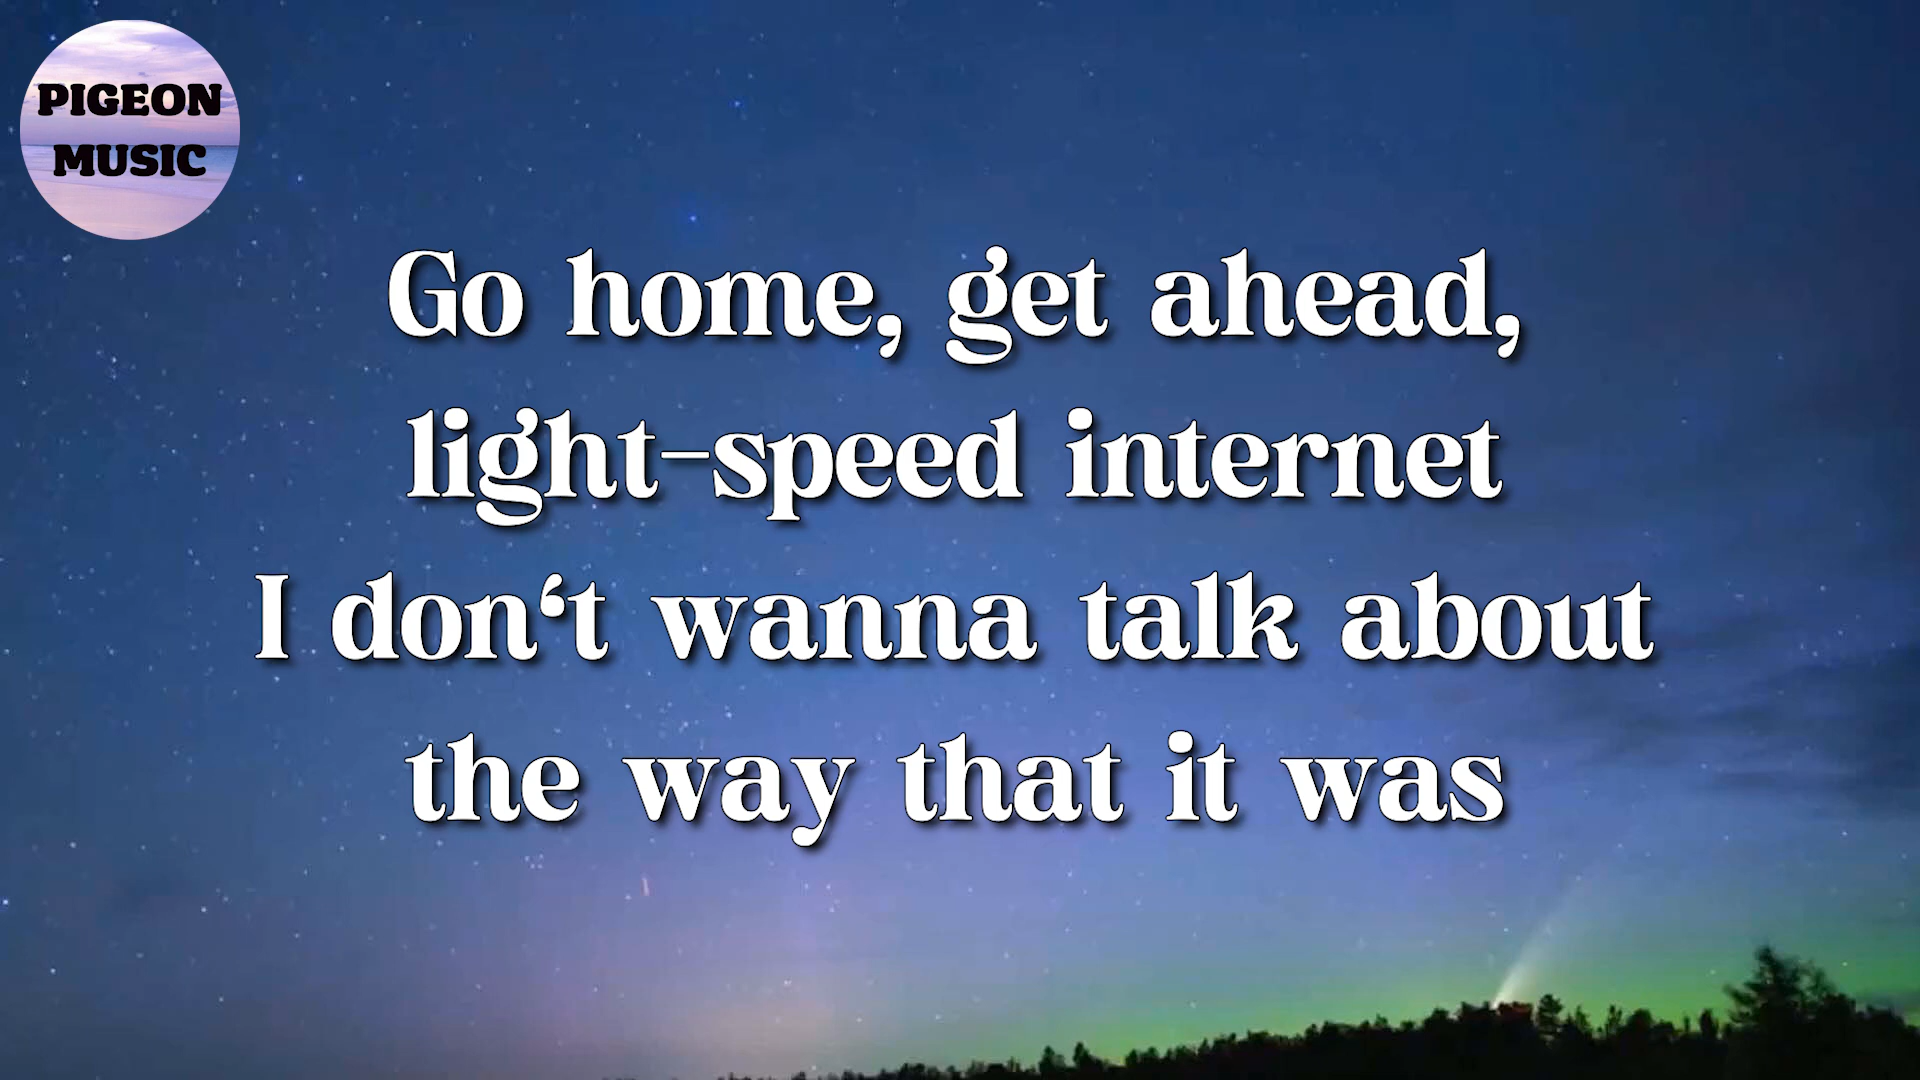 PIGEON
MUSIC
Go home, get ahead,
light-speed internet
I don‘t wanna talk about
the way that it was